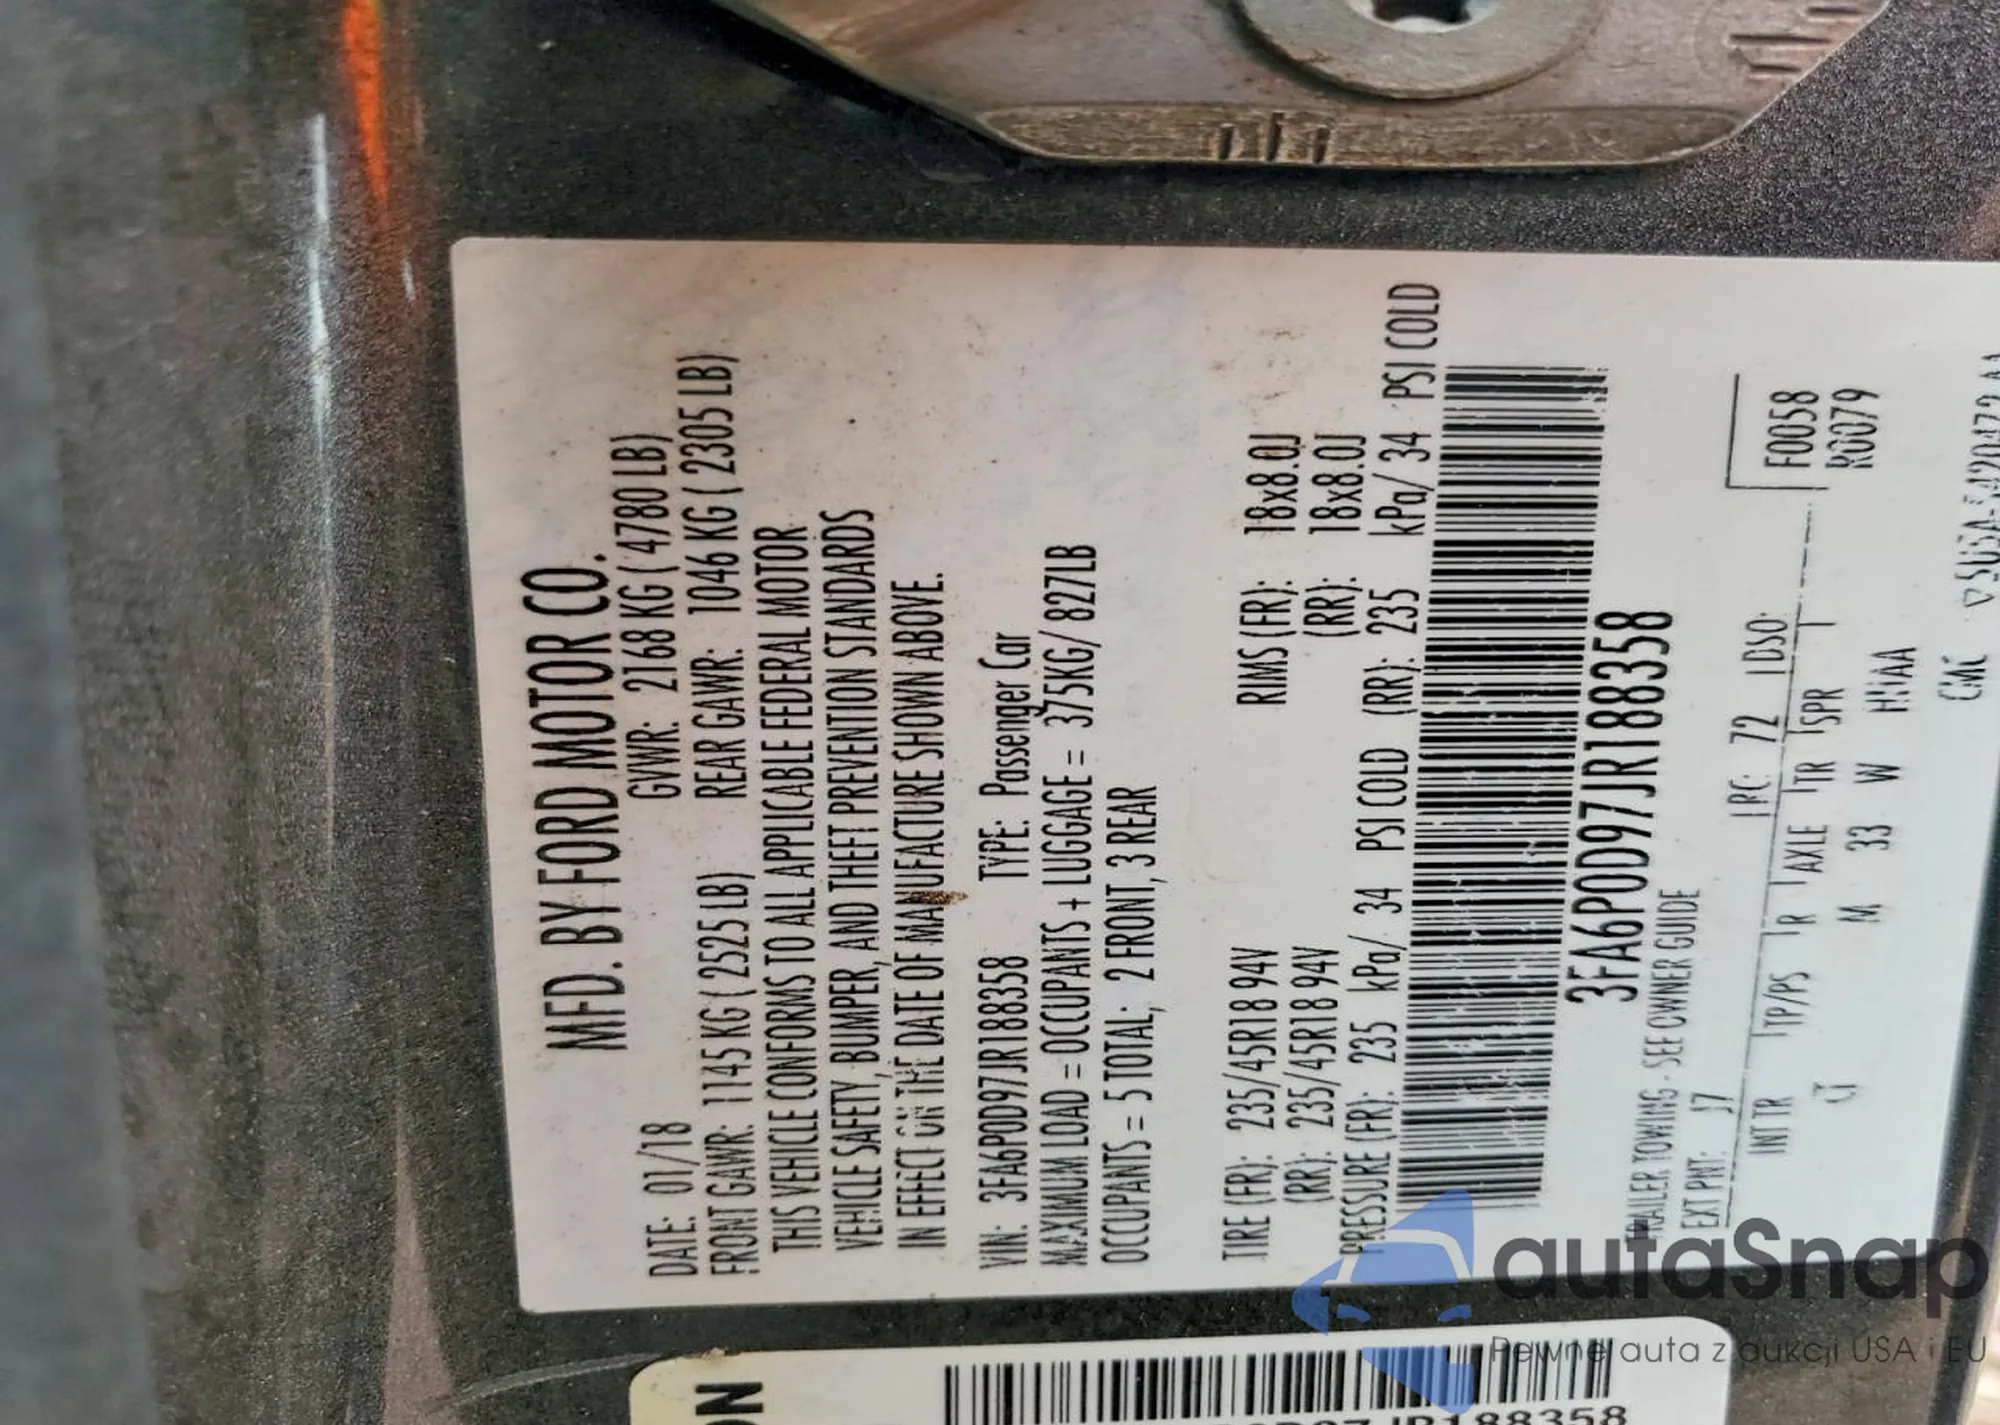 MFD. BY FORD MOTOR CO.
DATE: 01/18 GVWR: 2168 KG ( 4780 LB)
FRONT GAWR: 1145 KG ( 2525 LB) REAR GAWR: 1046 KG ( 2305 LB)
THIS VEHICLE CONFORMS TO ALL APPLICABLE FEDERAL MOTOR
VEHICLE SAFETY, BUMPER, AND THEFT PREVENTION STANDARDS
IN EFFECT ON THE DATE OF MANUFACTURE SHOWN ABOVE.
VIN: 3FA6P0D97JR188358 TYPE: Passenger Car
MAXIMUM LOAD = OCCUPANTS + LUGGAGE = 375KG/ 827LB
OCCUPANTS = 5 TOTAL; 2 FRONT, 3 REAR
TIRE (FR): 235/45R18 94V RIMS (FR): 18x8.0J
(RR): 235/45R18 94V (RR): 18x8.0J
PRESSURE (FR): 235 kPa/ 34 PSI COLD (RR): 235 kPa/ 34 PSI COLD
3FA6P0D97JR188358
TRAILER TOWING - SEE OWNER GUIDE
EXT PNT: J7 RC: 72 DSO:
F0058
R0079
INT TR TP/PS R AXLE TR SPR
CT M 33 W
autaSnap
Pewne auta z aukcji USA i EU
JR188358